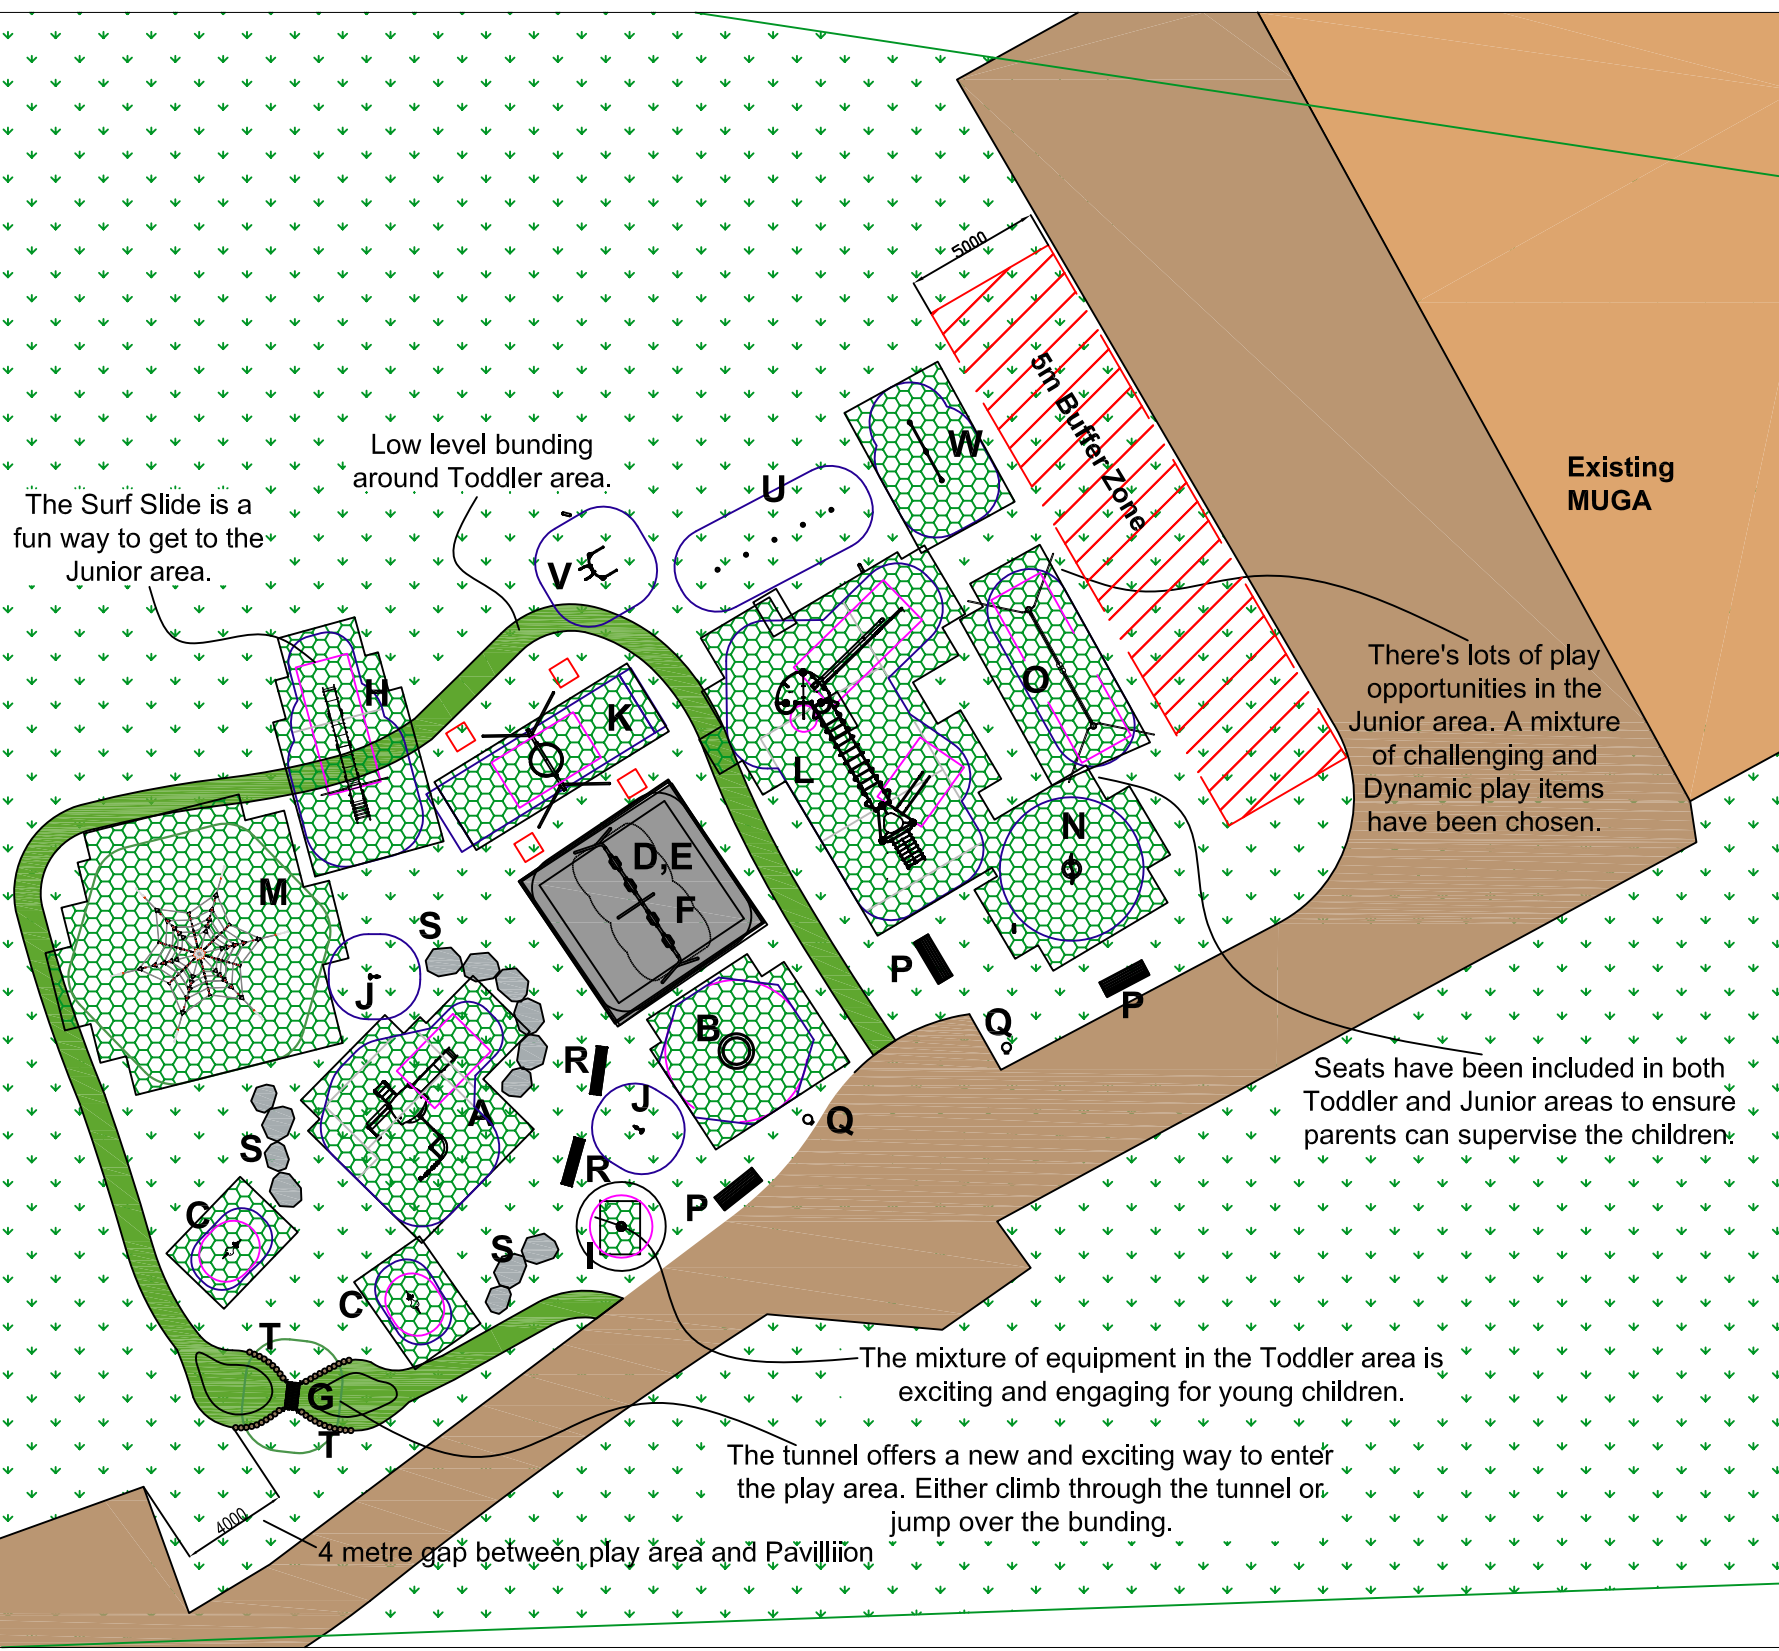 5000
5m Buffer Zone
W
Existing
MUGA
Low level bunding
around Toddler area.
The Surf Slide is a
fun way to get to the
Junior area.
U
V
There's lots of play
opportunities in the
Junior area. A mixture
of challenging and
Dynamic play items
have been chosen.
H
K
O
L
N
D,E
F
M
S
J
P
P
Q
B
R
J
A
Q
S
R
P
C
S
I
C
Seats have been included in both
Toddler and Junior areas to ensure
parents can supervise the children.
T
G
T
The mixture of equipment in the Toddler area is
exciting and engaging for young children.
The tunnel offers a new and exciting way to enter
the play area. Either climb through the tunnel or
jump over the bunding.
4000
4 metre gap between play area and Pavilliion